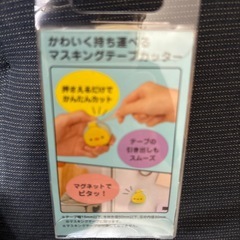 かわいく持ち運べる
マスキングテープカッター
押さえるだけで
かんたんカット
テープの
引き出しも
スムーズ
マグネットで
ピタッ!